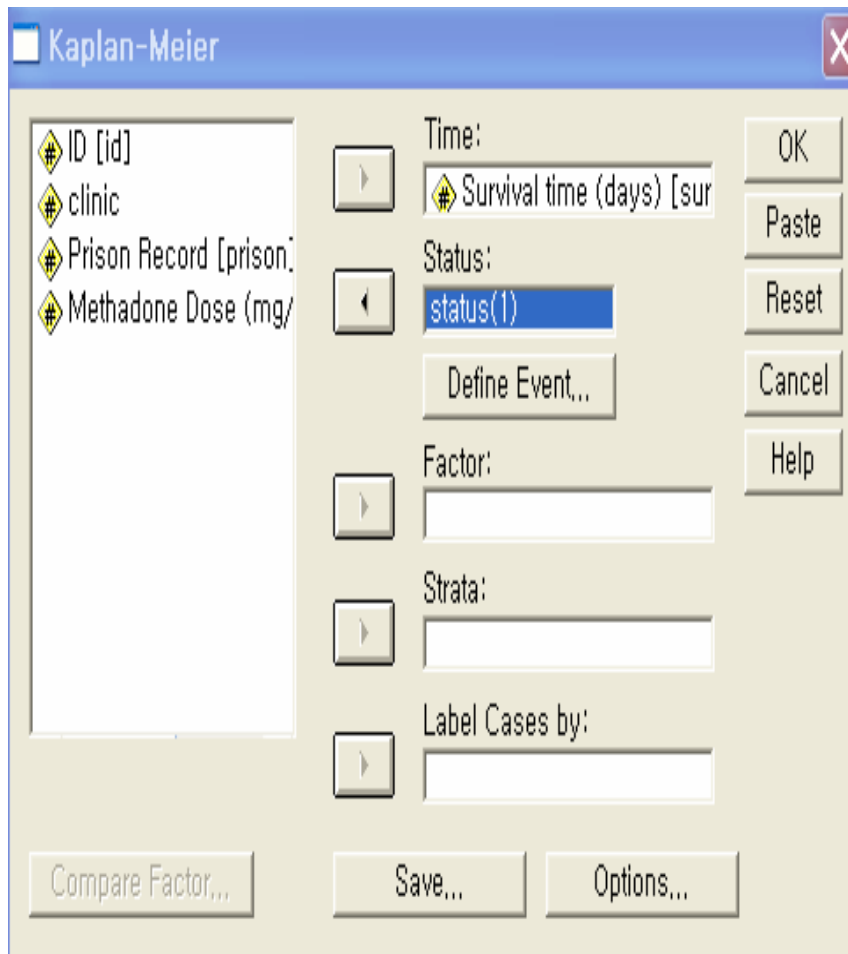 Kaplan-Meier
ID [id]
clinic
Prison Record [prison]
Methadone Dose (mg/
Time:
Survival time (days) [sur
Status:
status(1)
Define Event...
Factor:
Strata:
Label Cases by:
OK
Paste
Reset
Cancel
Help
Compare Factor...
Save...
Options...